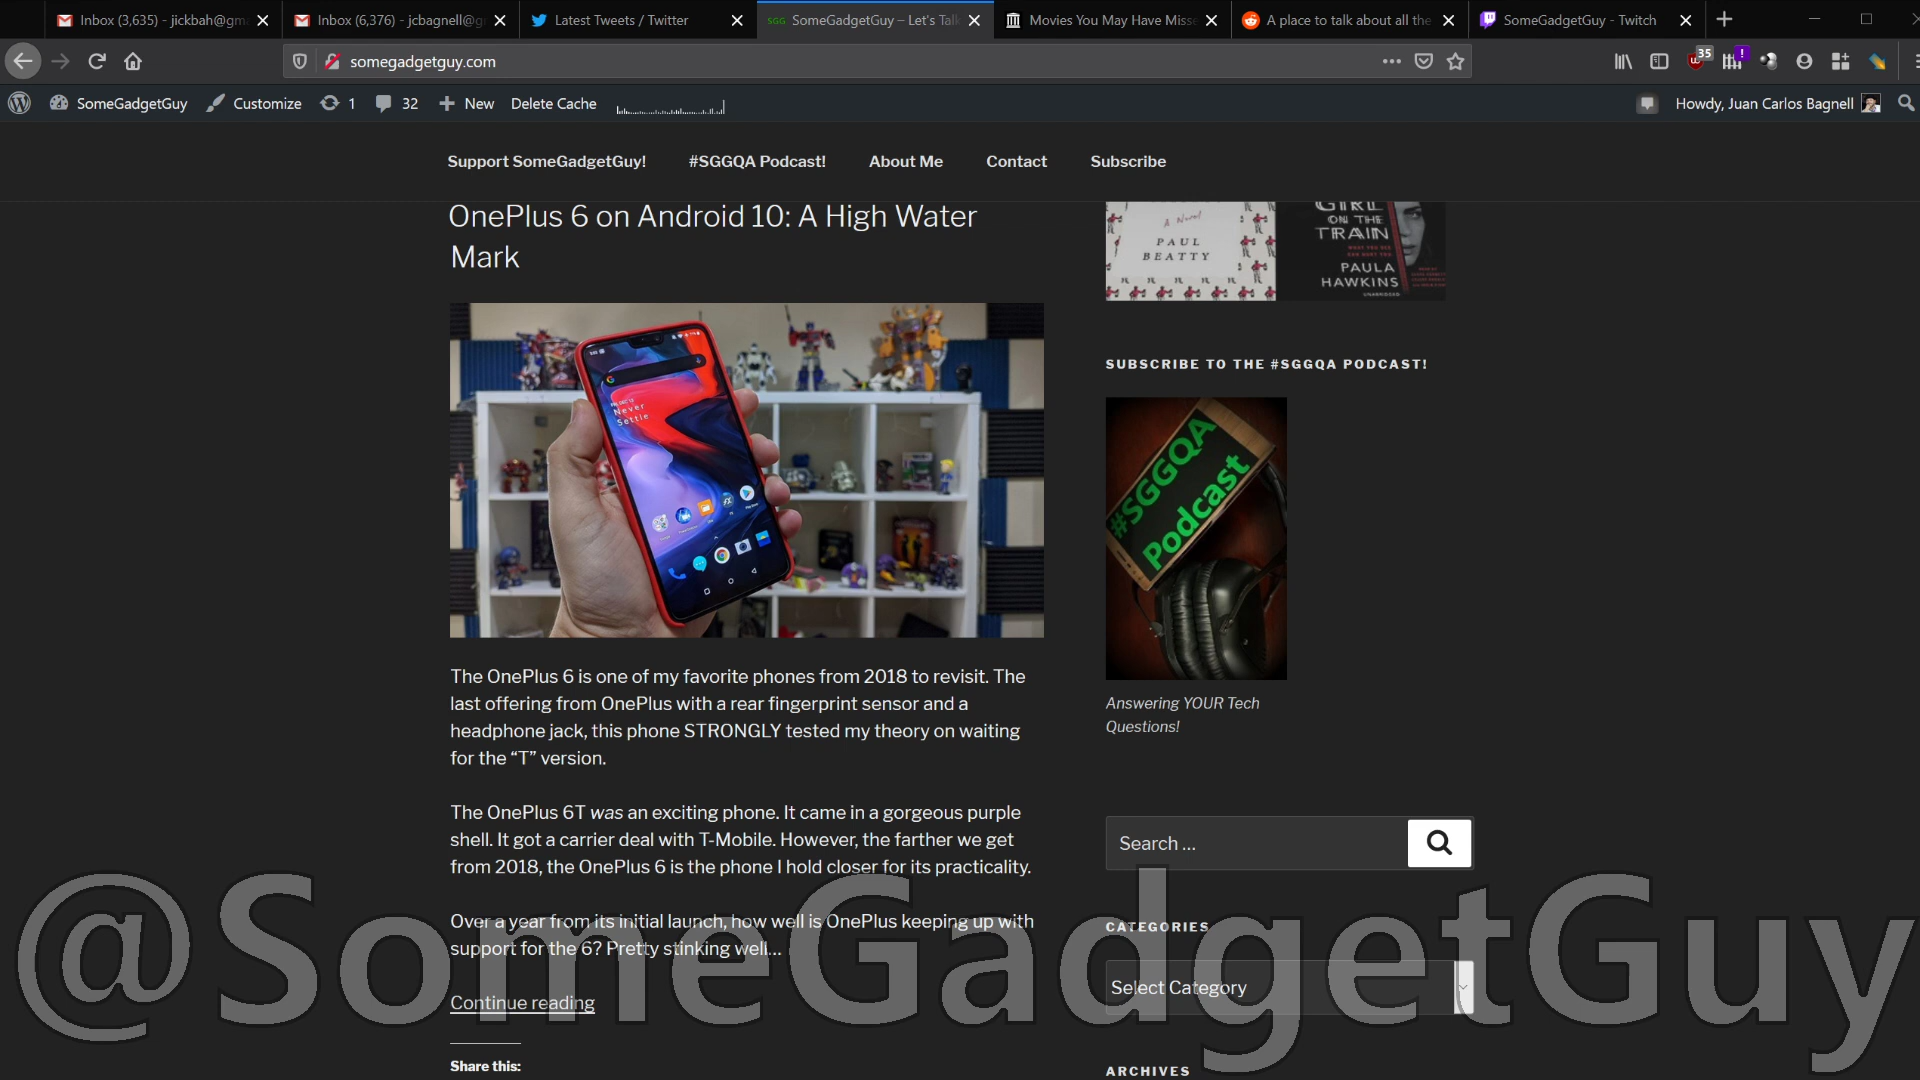 Inbox (3,635) - jickbah@gma
Inbox (6,376) - jcbagnell@g
Latest Tweets / Twitter
SGG SomeGadgetGuy – Let's Talk
Movies You May Have Misse
A place to talk about all the
SomeGadgetGuy - Twitch
somegadgetguy.com
35
!
SomeGadgetGuy
Customize
1
32
New
Delete Cache
Howdy, Juan Carlos Bagnell
Support SomeGadgetGuy!
#SGGQA Podcast!
About Me
Contact
Subscribe
OnePlus 6 on Android 10: A High Water
Mark
Never
Settle
The OnePlus 6 is one of my favorite phones from 2018 to revisit. The
last offering from OnePlus with a rear fingerprint sensor and a
headphone jack, this phone STRONGLY tested my theory on waiting
for the “T” version.
The OnePlus 6T was an exciting phone. It came in a gorgeous purple
shell. It got a carrier deal with T-Mobile. However, the farther we get
from 2018, the OnePlus 6 is the phone I hold closer for its practicality.
Over a year from its initial launch, how well is OnePlus keeping up with
support for the 6? Pretty stinking well…
Continue reading
Share this:
A Novel
PAUL
BEATTY
GIRL
ON THE
TRAIN
PAULA
HAWKINS
UNABRIDGED
SUBSCRIBE TO THE #SGGQA PODCAST!
#SGGQA
Podcast
Answering YOUR Tech
Questions!
Search …
CATEGORIES
Select Category
ARCHIVES
@SomeGadgetGuy